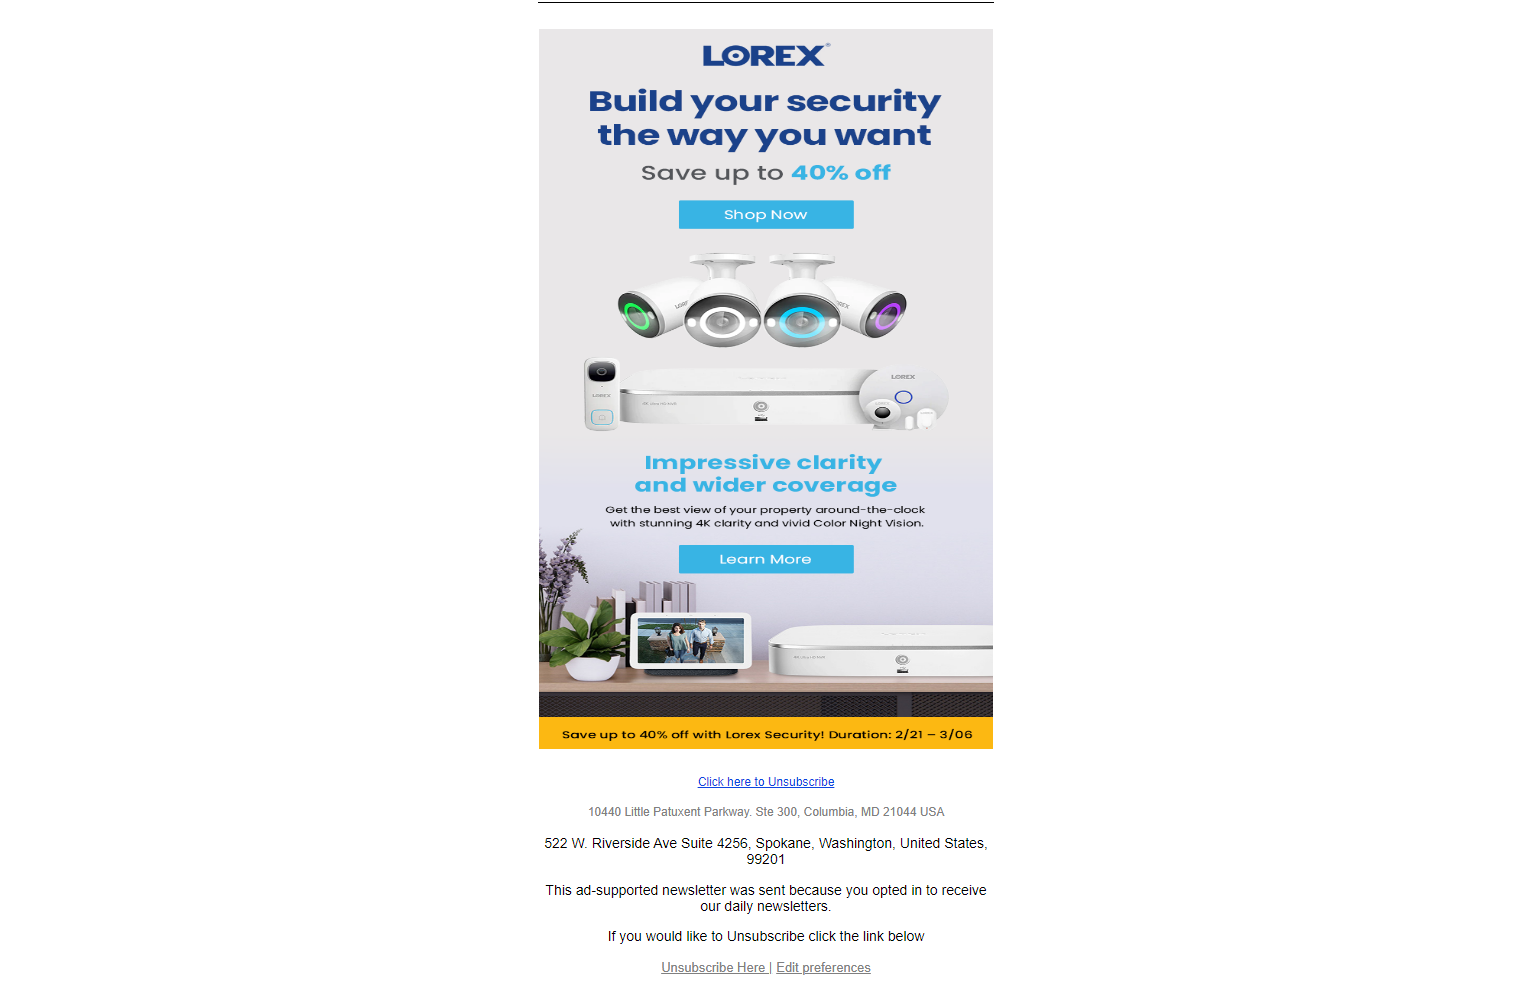 LOREX®
Build your security
the way you want
Save up to 40% off
Shop Now
LOREX
LOREX
LOREX
Impressive clarity
and wider coverage
Get the best view of your property around-the-clock
with stunning 4K clarity and vivid Color Night Vision.
Learn More
Save up to 40% off with Lorex Security! Duration: 2/21 – 3/06
Click here to Unsubscribe
10440 Little Patuxent Parkway. Ste 300, Columbia, MD 21044 USA
522 W. Riverside Ave Suite 4256, Spokane, Washington, United States,
99201
This ad-supported newsletter was sent because you opted in to receive
our daily newsletters.
If you would like to Unsubscribe click the link below
Unsubscribe Here | Edit preferences